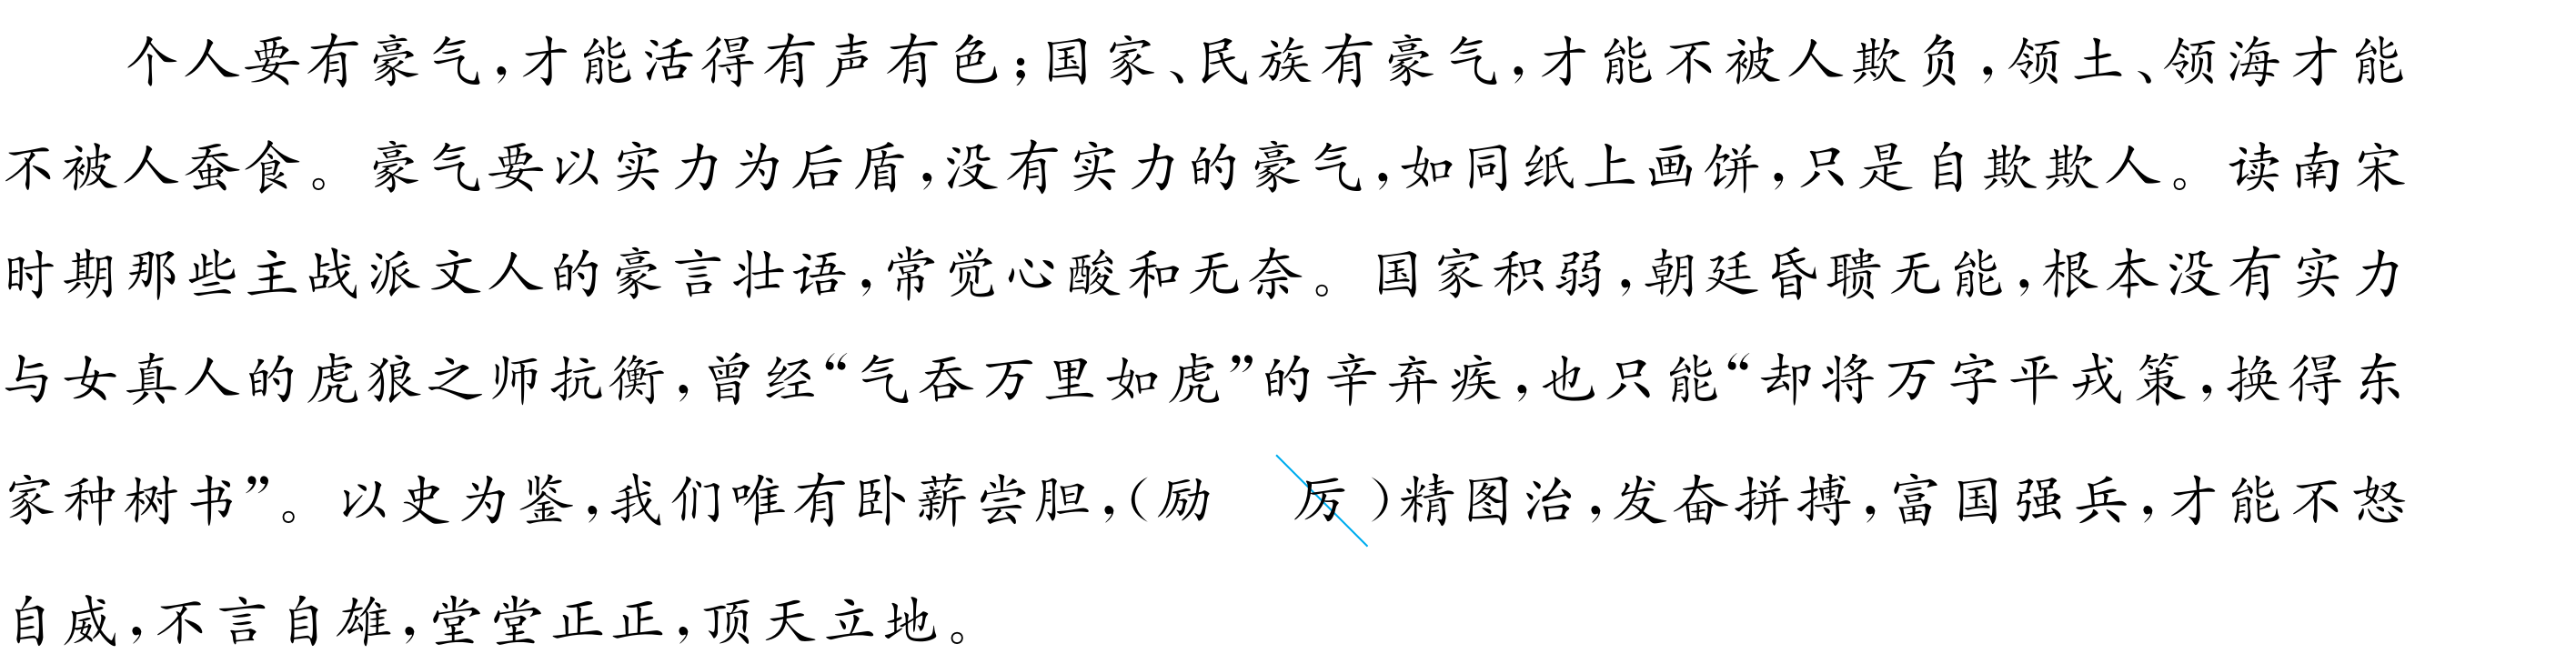 个人要有豪气，才能活得有声有色；国家、民族有豪气，才能不被人欺负，领土、领海才能
不被人蚕食。豪气要以实力为后盾，没有实力的豪气，如同纸上画饼，只是自欺欺人。读南宋
时期那些主战派文人的豪言壮语，常觉心酸和无奈。国家积弱，朝廷昏聩无能，根本没有实力
与女真人的虎狼之师抗衡，曾经“气吞万里如虎”的辛弃疾，也只能“却将万字平戎策，换得东
家种树书”。以史为鉴，我们唯有卧薪尝胆，（励　厉）精图治，发奋拼搏，富国强兵，才能不怒
自威，不言自雄，堂堂正正，顶天立地。